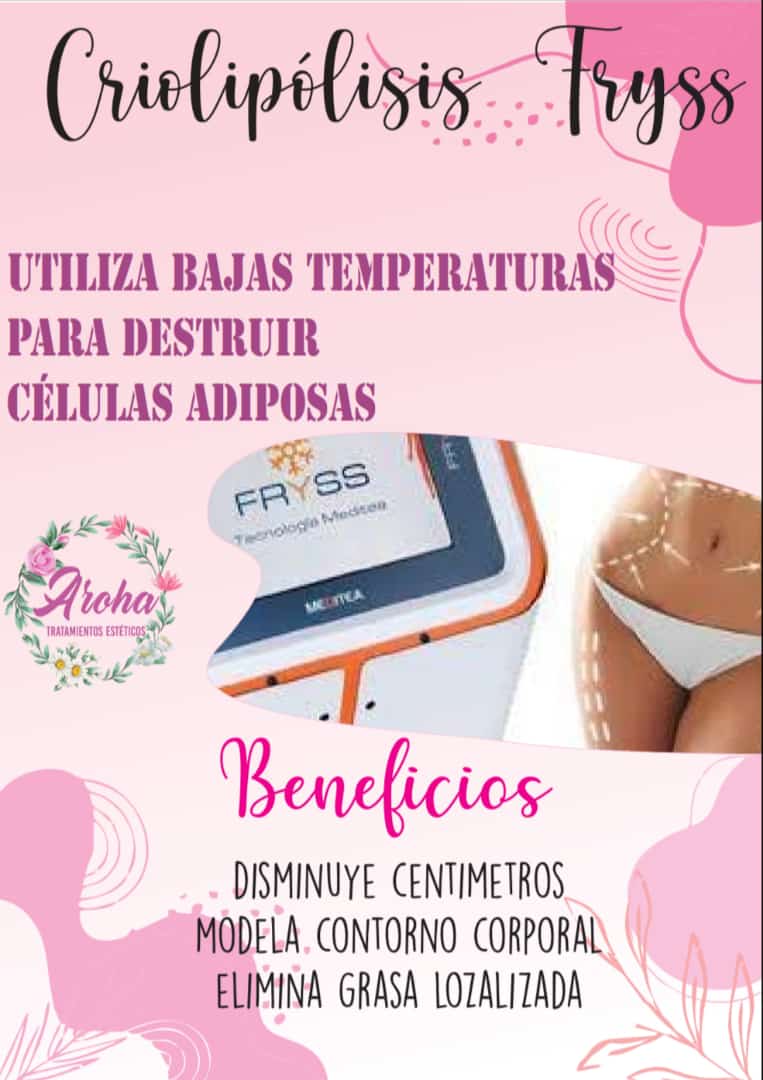 Criolipólisis Fryss
UTILIZA BAJAS TEMPERATURAS
PARA DESTRUIR
CÉLULAS ADIPOSAS
FRYSS
Tecnología Meditea
MEDITEA
Aroha
TRATAMIENTOS ESTÉTICOS
Beneficios
DISMINUYE CENTIMETROS
MODELA CONTORNO CORPORAL
ELIMINA GRASA LOZALIZADA